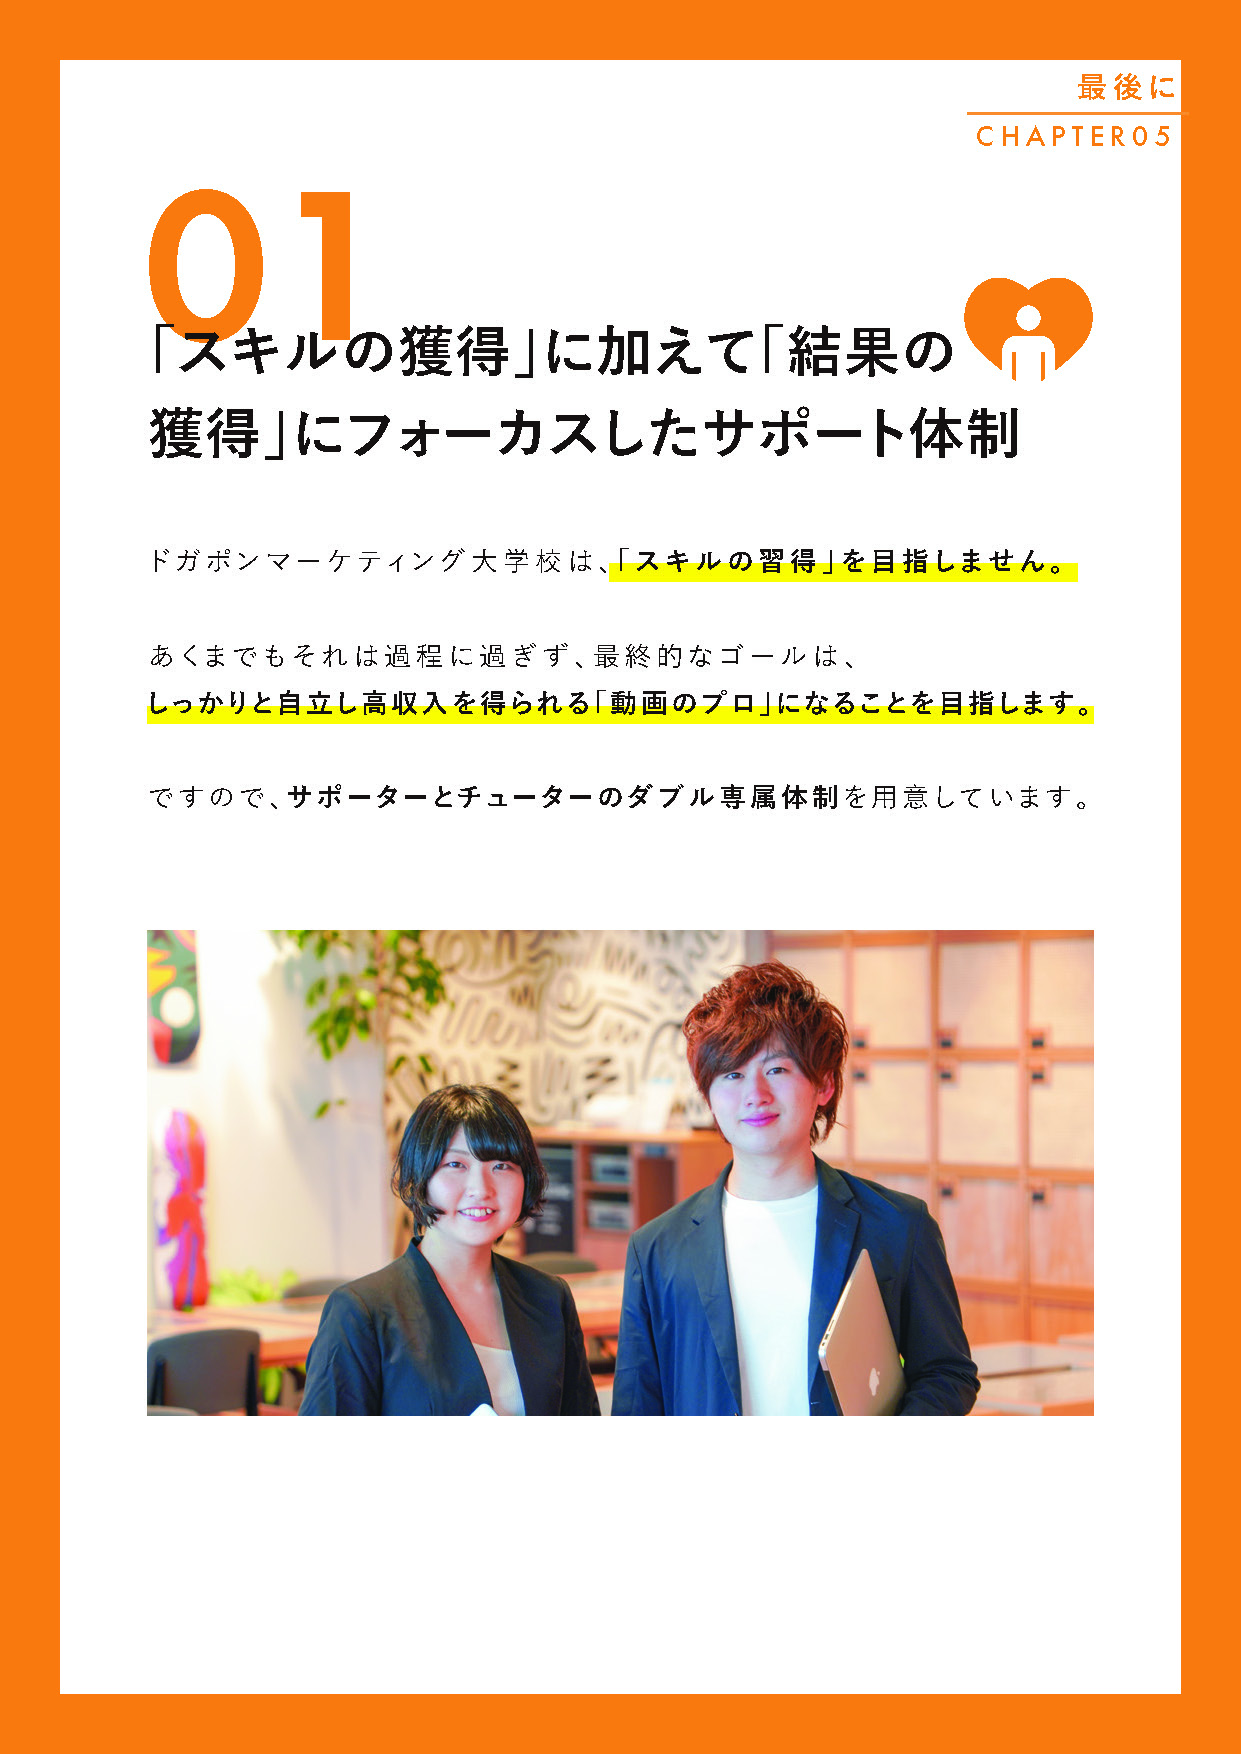 最後に
CHAPTER05
01
「スキルの獲得」に加えて「結果の
獲得」にフォーカスしたサポート体制
ドガポンマーケティング大学校は、「スキルの習得」を目指しません。
あくまでもそれは過程に過ぎず、最終的なゴールは、
しっかりと自立し高収入を得られる「動画のプロ」になることを目指します。
ですので、サポーターとチューターのダブル専属体制を用意しています。